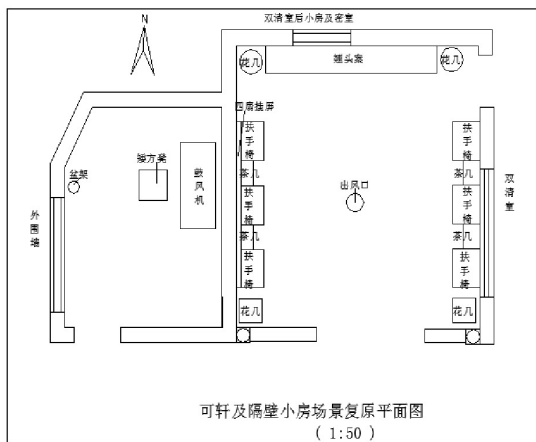 N
双清室后小房及密室
花几
翘头案
花几
四扇挂屏
扶手椅
扶手椅
盆架
矮方凳
鼓风机
茶几
茶几
出风口
扶手椅
扶手椅
双清室
外围墙
茶几
茶几
扶手椅
扶手椅
花几
花几
可轩及隔壁小房场景复原平面图
( 1:50 )